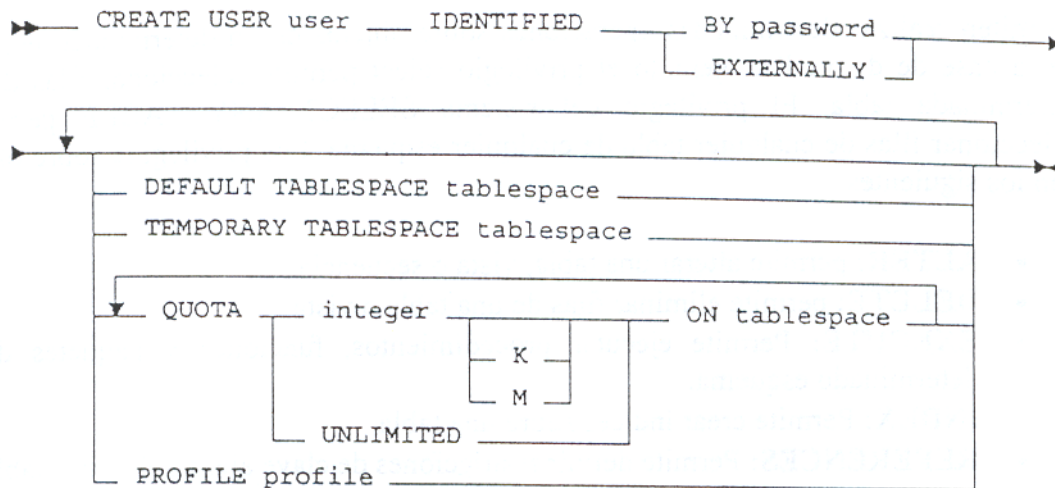 CREATE USER user IDENTIFIED BY password
EXTERNALLY
DEFAULT TABLESPACE tablespace
TEMPORARY TABLESPACE tablespace
QUOTA integer ON tablespace
K
M
UNLIMITED
PROFILE profile